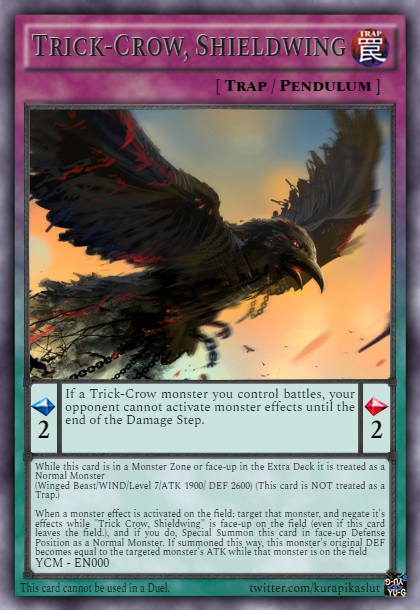 Trick-Crow, Shieldwing
TRAP
罠
[ Trap / Pendulum ]
If a Trick-Crow monster you control battles, your
opponent cannot activate monster effects until the
end of the Damage Step.
2
2
While this card is in a Monster Zone or face-up in the Extra Deck it is treated as a
Normal Monster
(Winged Beast/WIND/Level 7/ATK 1900/ DEF 2600) (This card is NOT treated as a
Trap.)
When a monster effect is activated on the field: target that monster, and negate it's
effects while "Trick Crow, Shieldwing" is face-up on the field (even if this card
leaves the field.), and if you do, Special Summon this card in face-up Defense
Position as a Normal Monster. If summoned this way, this monster's original DEF
becomes equal to the targeted monster's ATK while that monster is on the field
YCM - EN000
This card cannot be used in a Duel.
twitter.com/kurapikaslut